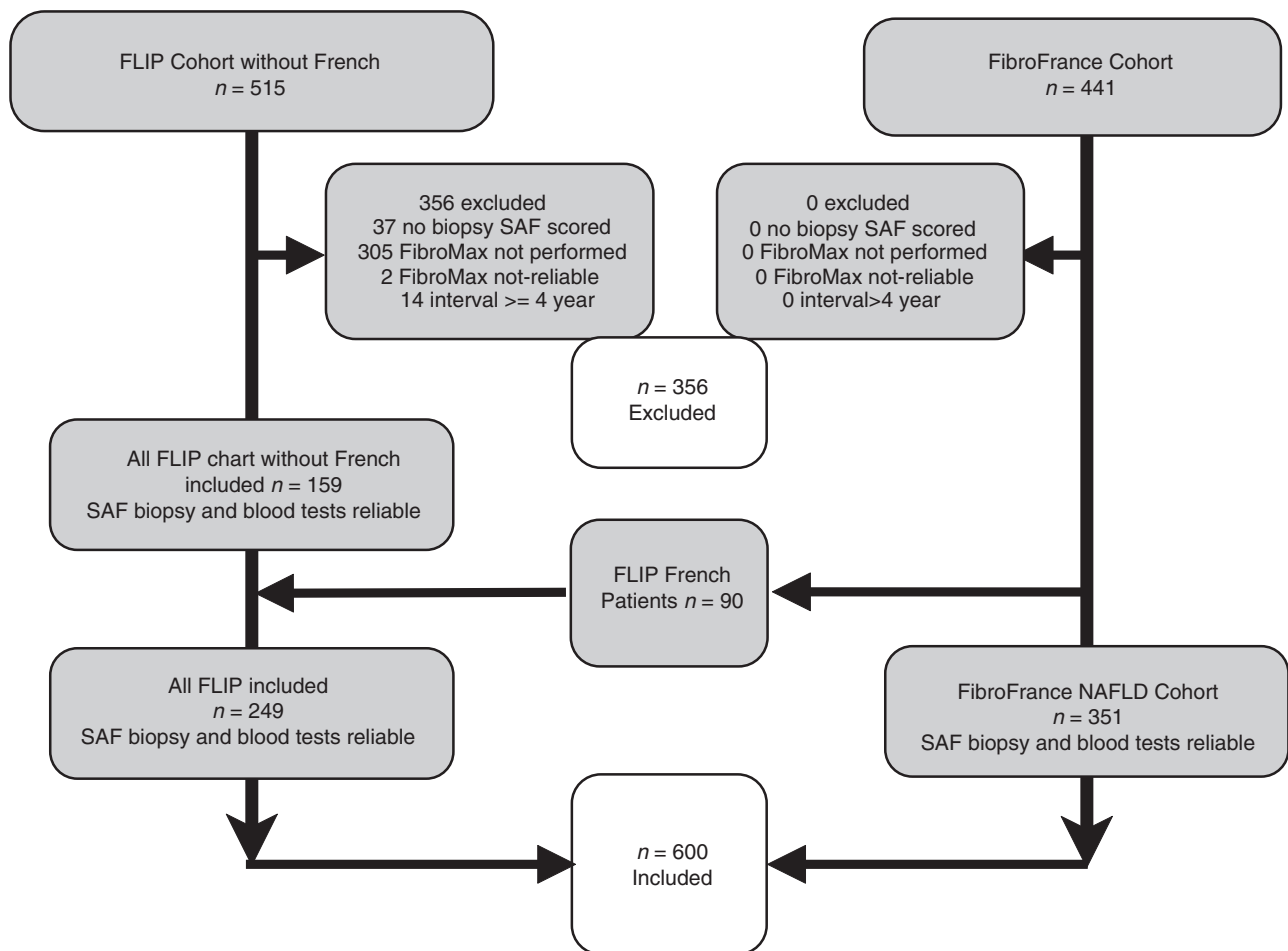 FLIP Cohort without French
n = 515
FibroFrance Cohort
n = 441
356 excluded
37 no biopsy SAF scored
305 FibroMax not performed
2 FibroMax not-reliable
14 interval >= 4 year
0 excluded
0 no biopsy SAF scored
0 FibroMax not performed
0 FibroMax not-reliable
0 interval>4 year
n = 356
Excluded
All FLIP chart without French
included n = 159
SAF biopsy and blood tests reliable
FLIP French
Patients n = 90
All FLIP included
n = 249
SAF biopsy and blood tests reliable
FibroFrance NAFLD Cohort
n = 351
SAF biopsy and blood tests reliable
n = 600
Included